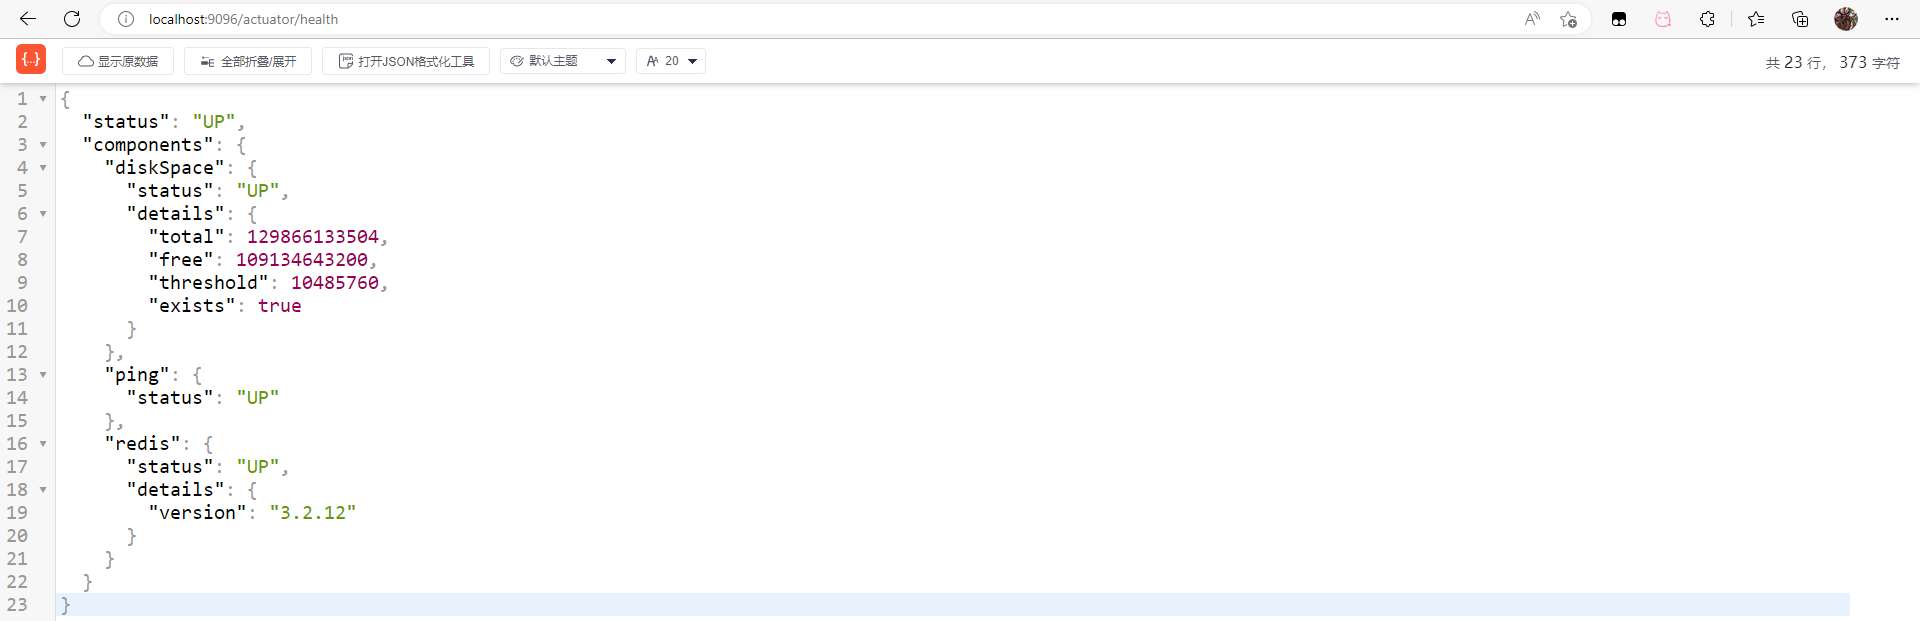 localhost:9096/actuator/health
{...} 显示原数据 全部折叠/展开 打开JSON格式化工具 默认主题 20 共 23 行， 373 字符
1 {
2 "status": "UP",
3 "components": {
4 "diskSpace": {
5 "status": "UP",
6 "details": {
7 "total": 129866133504,
8 "free": 109134643200,
9 "threshold": 10485760,
10 "exists": true
11 }
12 },
13 "ping": {
14 "status": "UP"
15 },
16 "redis": {
17 "status": "UP",
18 "details": {
19 "version": "3.2.12"
20 }
21 }
22 }
23 }